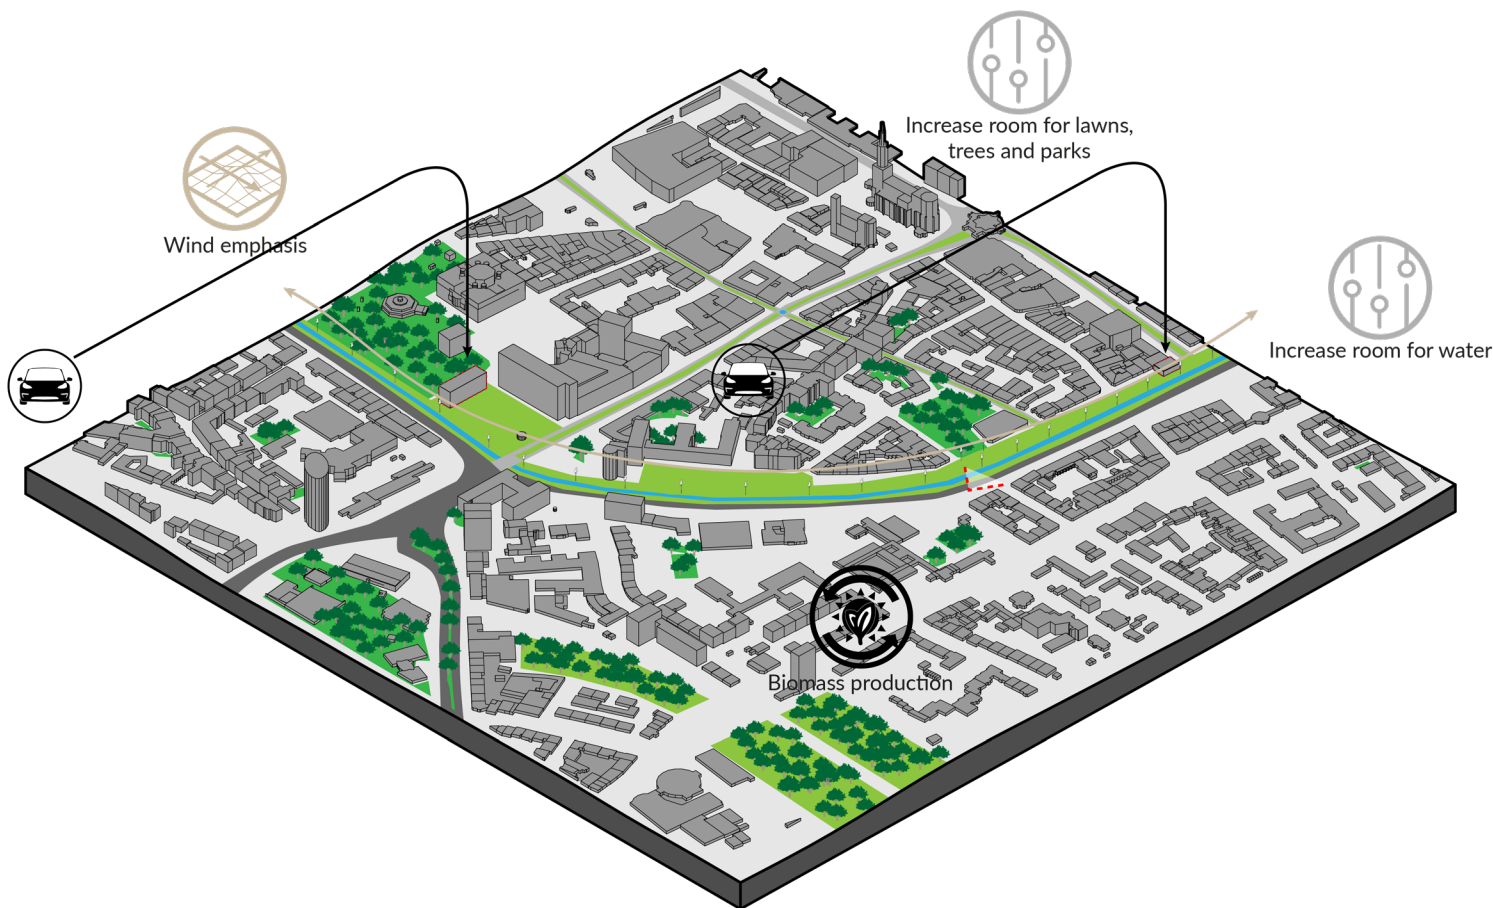 Increase room for lawns,
trees and parks
Wind emphasis
Increase room for water
Biomass production